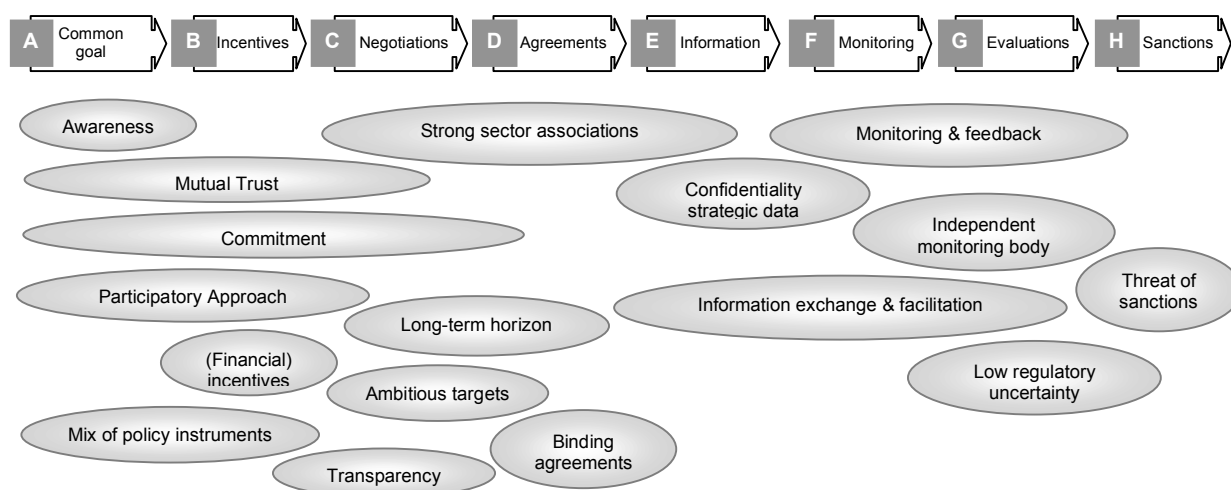 A
Common
goal
B
Incentives
C
Negotiations
D
Agreements
E
Information
F
Monitoring
G
Evaluations
H
Sanctions
Awareness
Strong sector associations
Monitoring & feedback
Mutual Trust
Confidentiality
strategic data
Commitment
Independent
monitoring body
Participatory Approach
Long-term horizon
Information exchange & facilitation
Threat of
sanctions
(Financial)
incentives
Ambitious targets
Low regulatory
uncertainty
Mix of policy instruments
Transparency
Binding
agreements